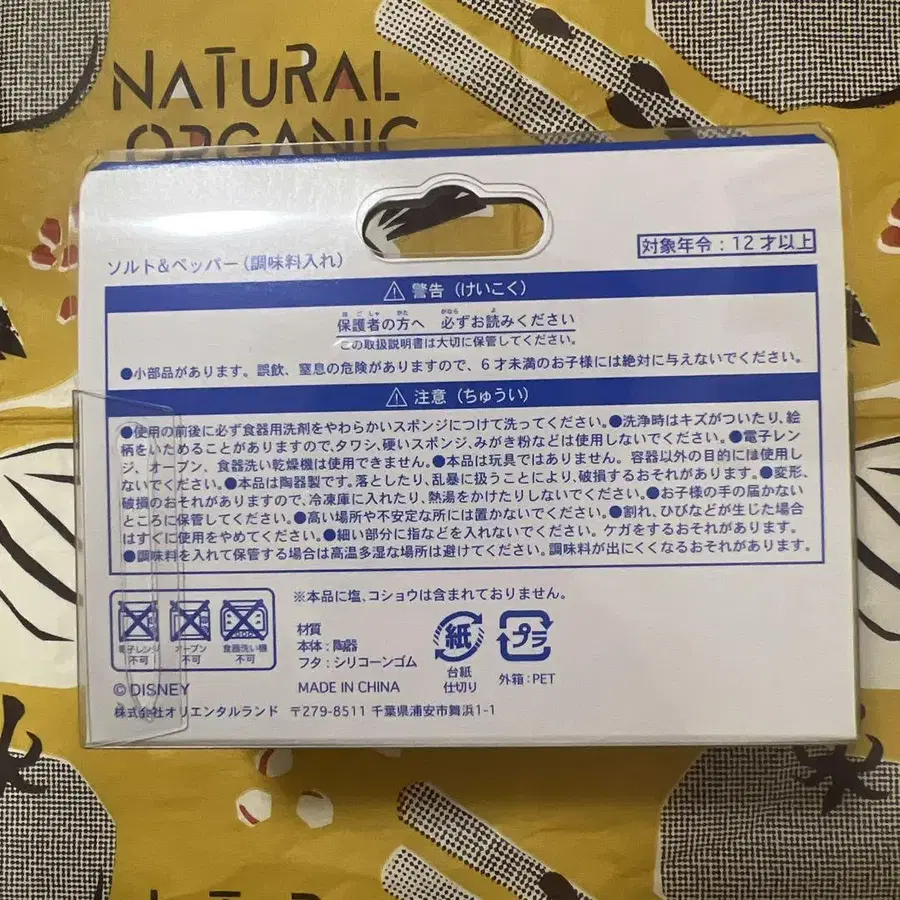 NATURAL
ORGANIC
ソルト&ペッパー（調味料入れ）
対象年令：12才以上
⚠ 警告（けいこく）
保護者の方へ 必ずお読みください
この取扱説明書は大切に保管してください。
●小部品があります。誤飲、窒息の危険がありますので、6才未満のお子様には絶対に与えないでください。
⚠ 注意（ちゅうい）
●使用の前後に必ず食器用洗剤をやわらかいスポンジにつけて洗ってください。●洗浄時はキズがついたり、絵
柄をいためることがありますので、タワシ、硬いスポンジ、みがき粉などは使用しないでください。●電子レン
ジ、オーブン、食器洗い乾燥機は使用できません。●本品は玩具ではありません。容器以外の目的には使用し
ないでください。●本品は陶器製です。落としたり、乱暴に扱うことにより、破損するおそれがあります。●変形、
破損のおそれがありますので、冷凍庫に入れたり、熱湯をかけたりしないでください。●お子様の手の届かない
ところに保管してください。●高い場所や不安定な所には置かないでください。●割れ、ひびなどが生じた場合
はすぐに使用をやめてください。●細い部分に指などを入れないでください。ケガをするおそれがあります。
●調味料を入れて保管する場合は高温多湿な場所は避けてください。調味料が出にくくなるおそれがあります。
電子レンジ 不可
オーブン 不可
食器洗い機 不可
※本品に塩、コショウは含まれておりません。
材質
本体：陶器
フタ：シリコーンゴム
MADE IN CHINA
紙
台紙
仕切り
プラ
外箱：PET
©DISNEY
株式会社オリエンタルランド 〒279-8511 千葉県浦安市舞浜1-1